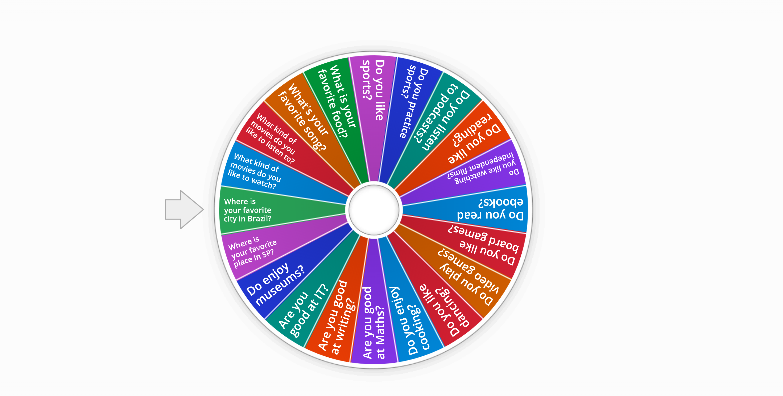 Do you like
sports?
Do you practice
sports?
Do you listen
to podcasts?
Do you like
reading?
Do
you like watching
independent films?
Do you read
ebooks?
Do you like
board games?
Do you play
video games?
Do you like
dancing?
Do you enjoy
cooking?
Are you good
at Maths?
Are you good
at writing?
Are you
good at IT?
Do enjoy
museums?
Where is
your favorite
place in SP?
Where is
your favorite
city in Brazil?
What kind of
movies do you
like to watch?
What kind of
movies do you
like to listen to?
What's your
favorite song?
What is your
favorite food?